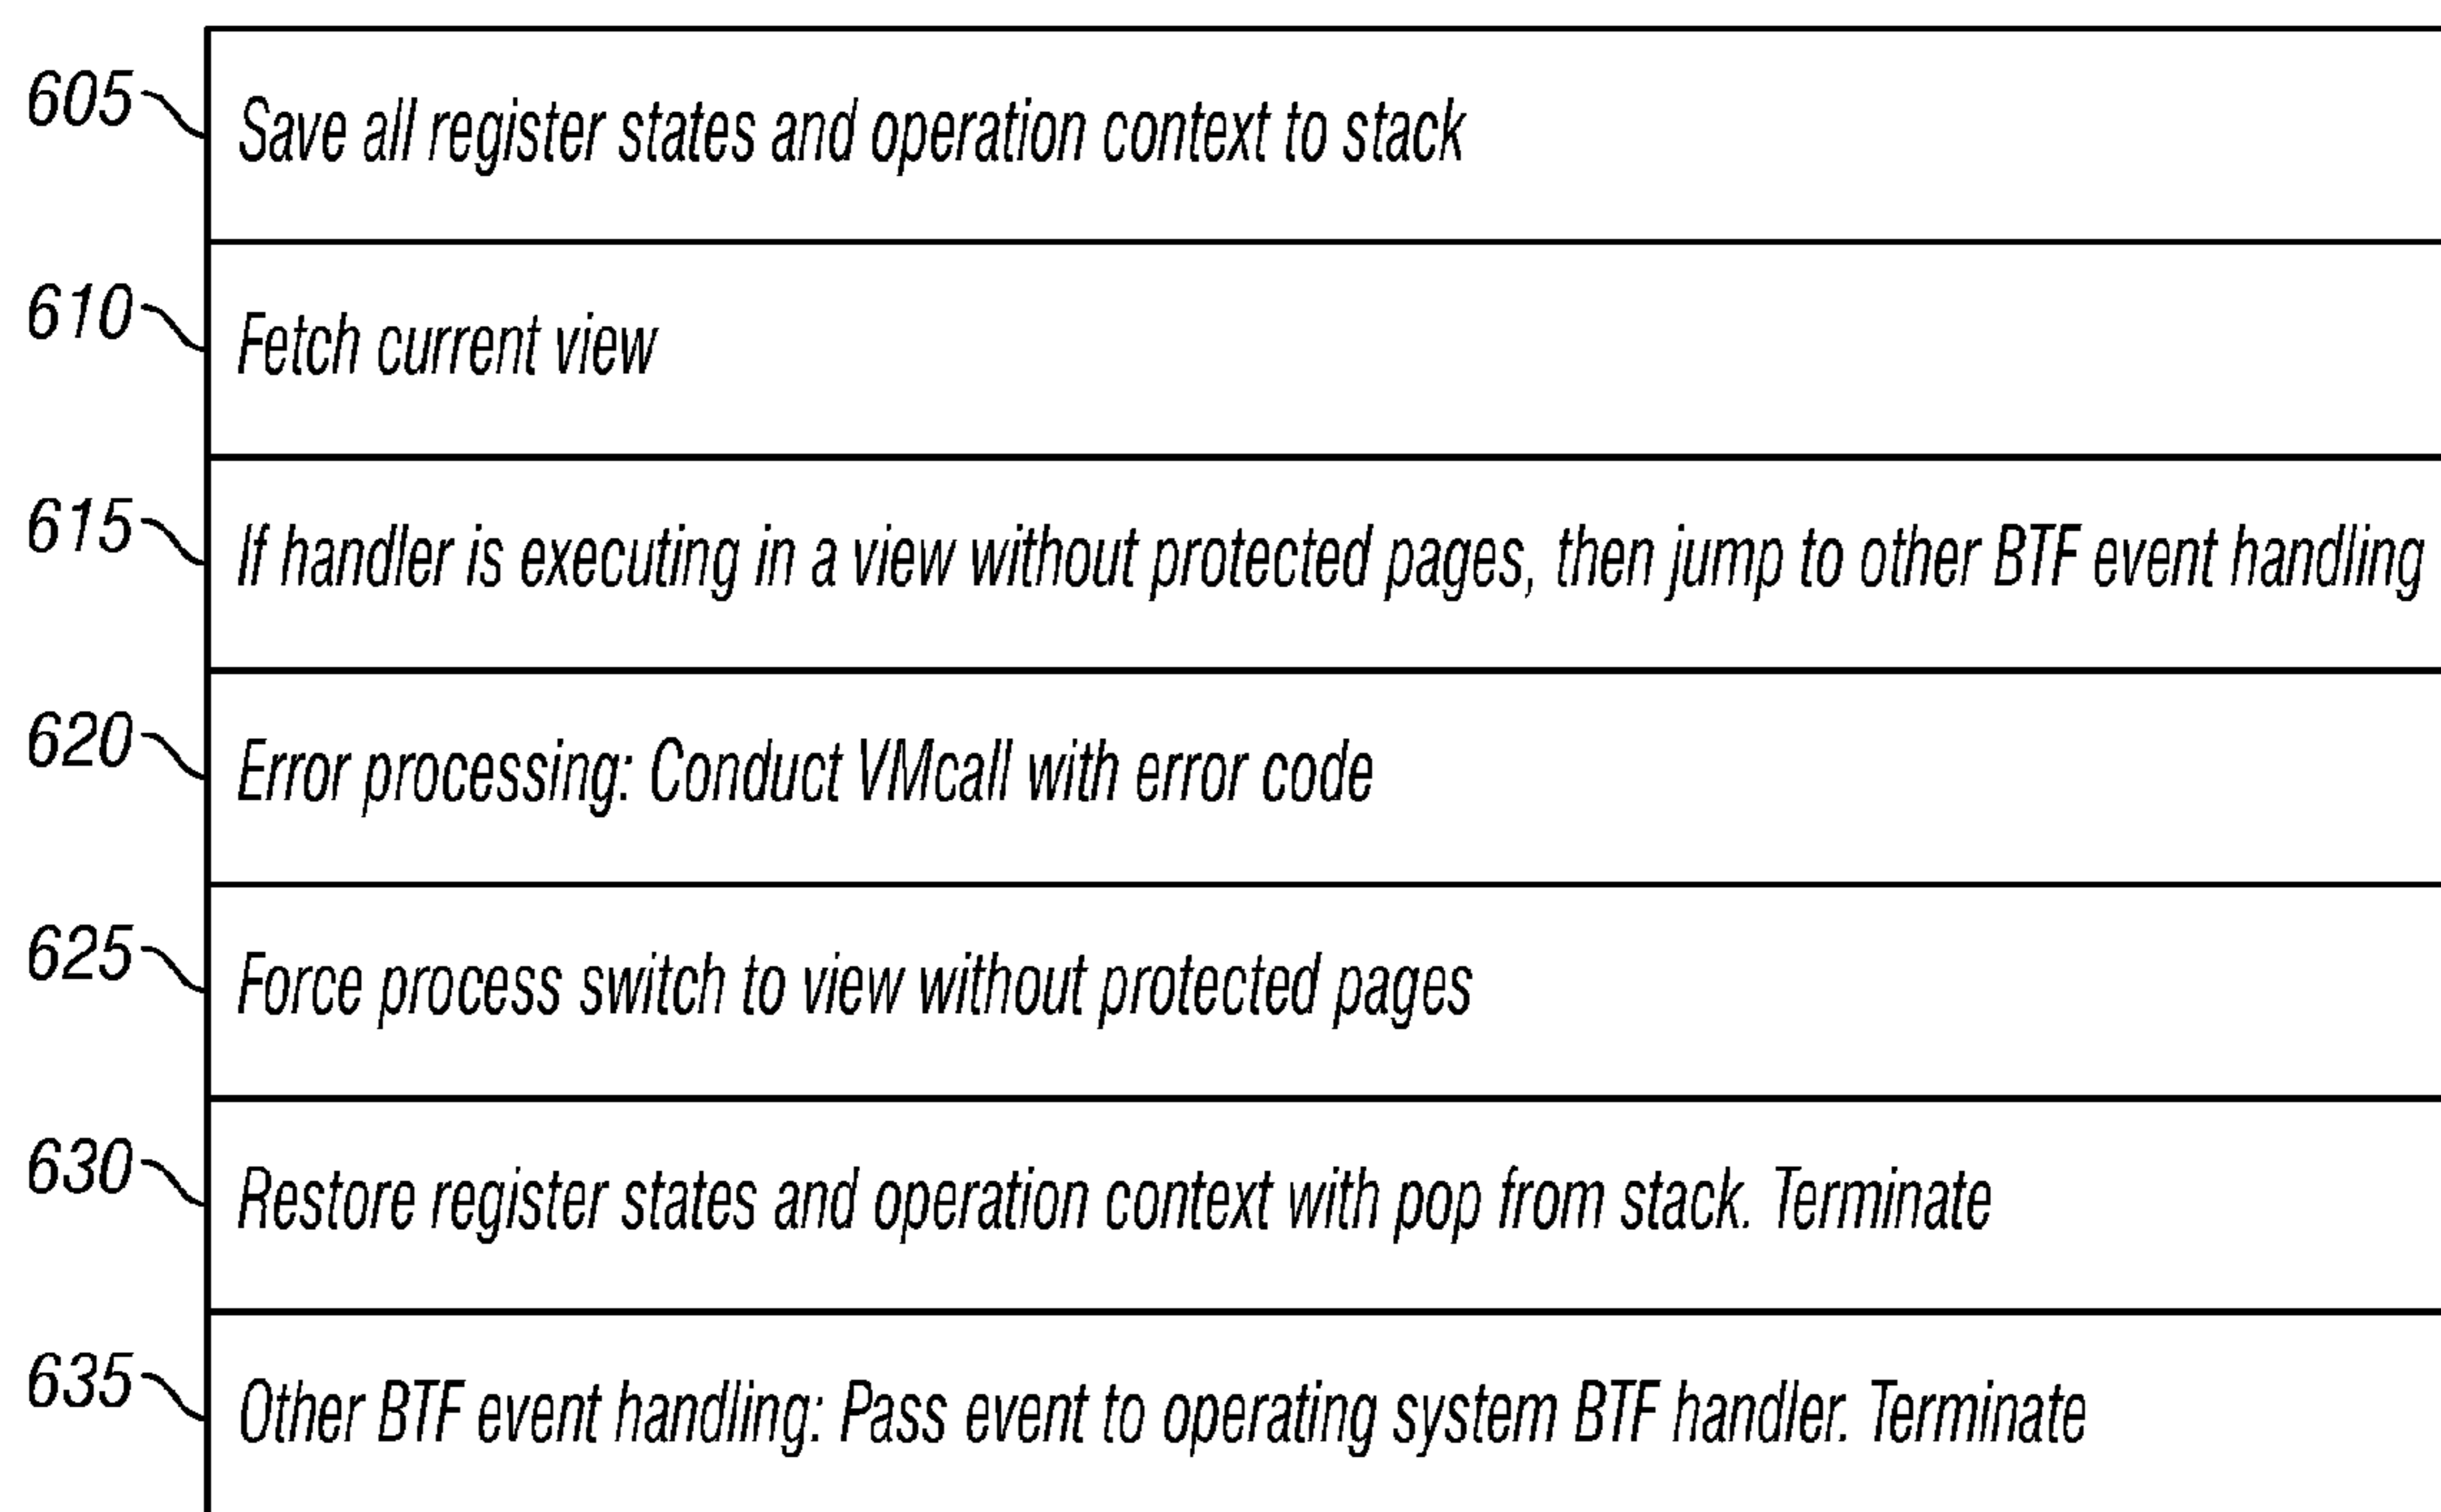 605 Save all register states and operation context to stack
610 Fetch current view
615 If handler is executing in a view without protected pages, then jump to other BTF event handling
620 Error processing: Conduct VMcall with error code
625 Force process switch to view without protected pages
630 Restore register states and operation context with pop from stack. Terminate
635 Other BTF event handling: Pass event to operating system BTF handler. Terminate